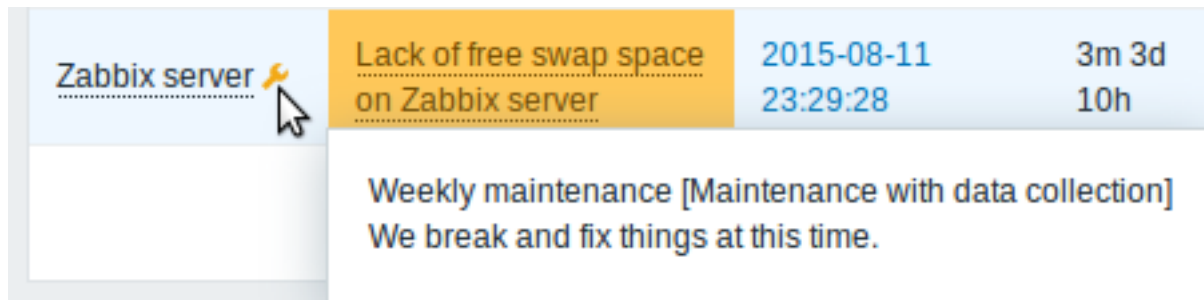 Zabbix server
Lack of free swap space
on Zabbix server
2015-08-11
23:29:28
3m 3d
10h
Weekly maintenance [Maintenance with data collection]
We break and fix things at this time.